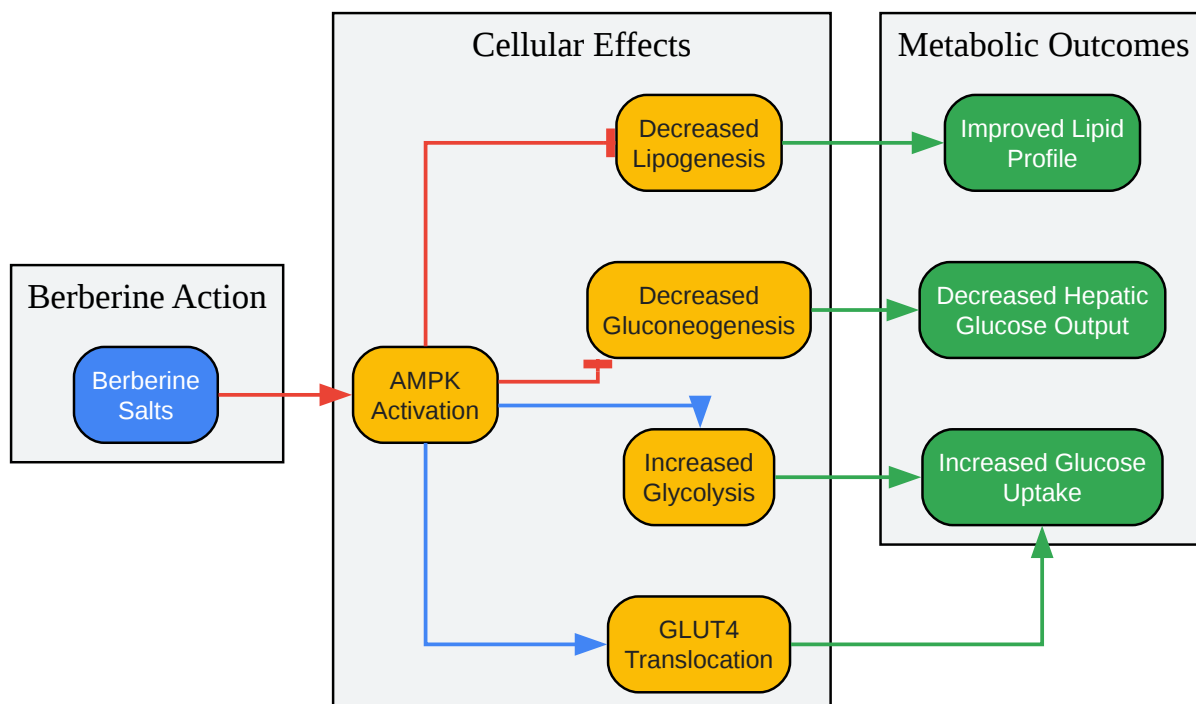 Cellular Effects
Metabolic Outcomes
Decreased
Lipogenesis
Improved Lipid
Profile
Berberine Action
Decreased
Gluconeogenesis
Decreased Hepatic
Glucose Output
Berberine
Salts
AMPK
Activation
Increased
Glycolysis
Increased Glucose
Uptake
GLUT4
Translocation